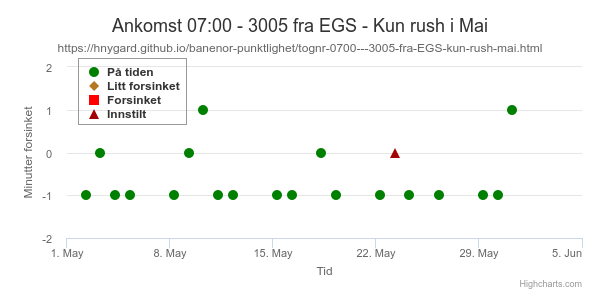 Ankomst 07:00 - 3005 fra EGS - Kun rush i Mai
https://hnygard.github.io/banenor-punktlighet/tognr-0700---3005-fra-EGS-kun-rush-mai.html
På tiden
Litt forsinket
Forsinket
Innstilt
Minutter forsinket
2
1
0
-1
-2
1. May
8. May
15. May
22. May
29. May
5. Jun
Tid
Highcharts.com